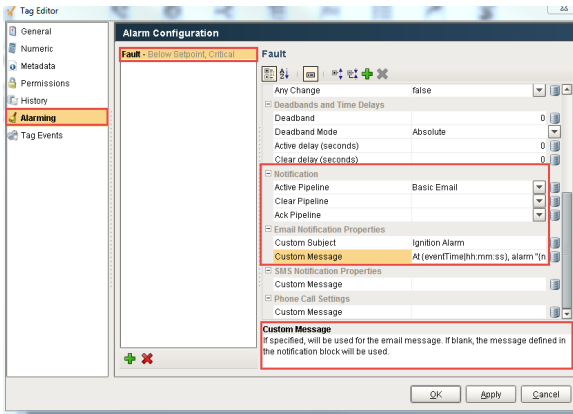 Tag Editor
General
Numeric
Metadata
Permissions
History
Alarming
Tag Events
Alarm Configuration
Fault - Below Setpoint, Critical
Fault
Any Change false
Deadbands and Time Delays
Deadband 0
Deadband Mode Absolute
Active delay (seconds) 0
Clear delay (seconds) 0
Notification
Active Pipeline Basic Email
Clear Pipeline
Ack Pipeline
Email Notification Properties
Custom Subject Ignition Alarm
Custom Message At {eventTime|hh:mm:ss}, alarm "{n
SMS Notification Properties
Custom Message
Phone Call Settings
Custom Message
Custom Message
If specified, will be used for the email message. If blank, the message defined in
the notification block will be used.
OK Apply Cancel